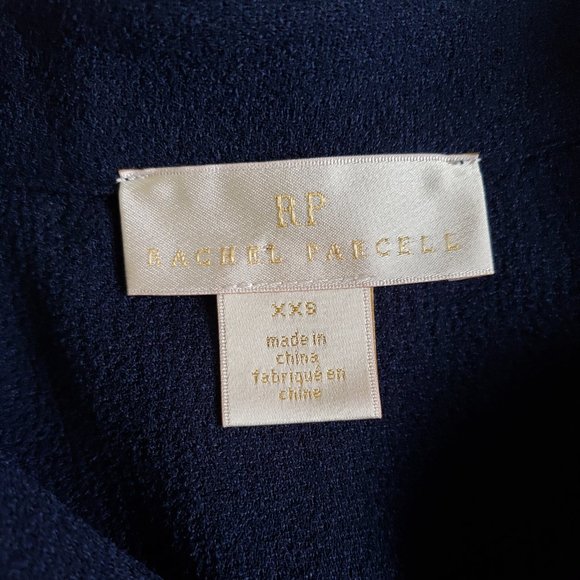 RP
RACHEL PARCELL
XXS
made in
china
fabriqué en
chine